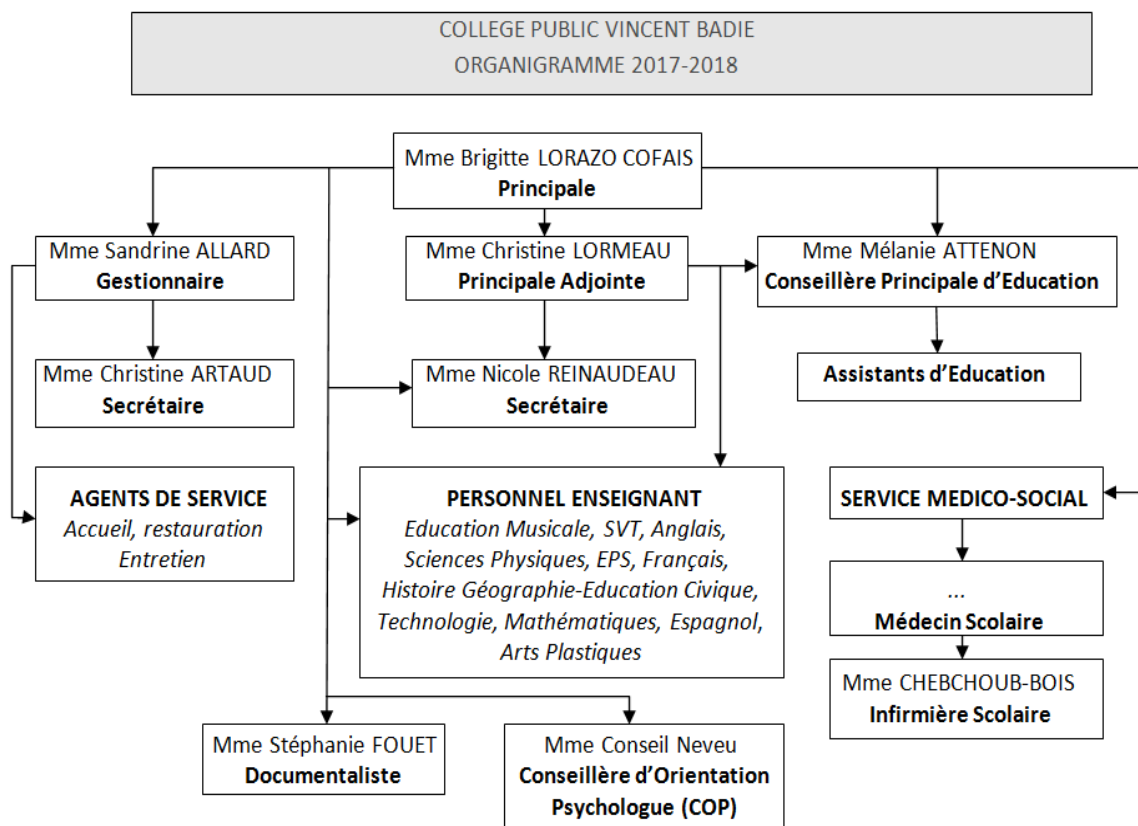 COLLEGE PUBLIC VINCENT BADIE
ORGANIGRAMME 2017-2018
Mme Brigitte LORAZO COFAIS
Principale
Mme Sandrine ALLARD
Gestionnaire
Mme Christine LORMEAU
Principale Adjointe
Mme Mélanie ATTENON
Conseillère Principale d'Education
Mme Christine ARTAUD
Secrétaire
Mme Nicole REINAUDEAU
Secrétaire
Assistants d'Education
AGENTS DE SERVICE
Accueil, restauration
Entretien
PERSONNEL ENSEIGNANT
Education Musicale, SVT, Anglais,
Sciences Physiques, EPS, Français,
Histoire Géographie-Education Civique,
Technologie, Mathématiques, Espagnol,
Arts Plastiques
SERVICE MEDICO-SOCIAL
...
Médecin Scolaire
Mme CHEBCHOUB-BOIS
Infirmière Scolaire
Mme Stéphanie FOUET
Documentaliste
Mme Conseil Neveu
Conseillère d'Orientation
Psychologue (COP)